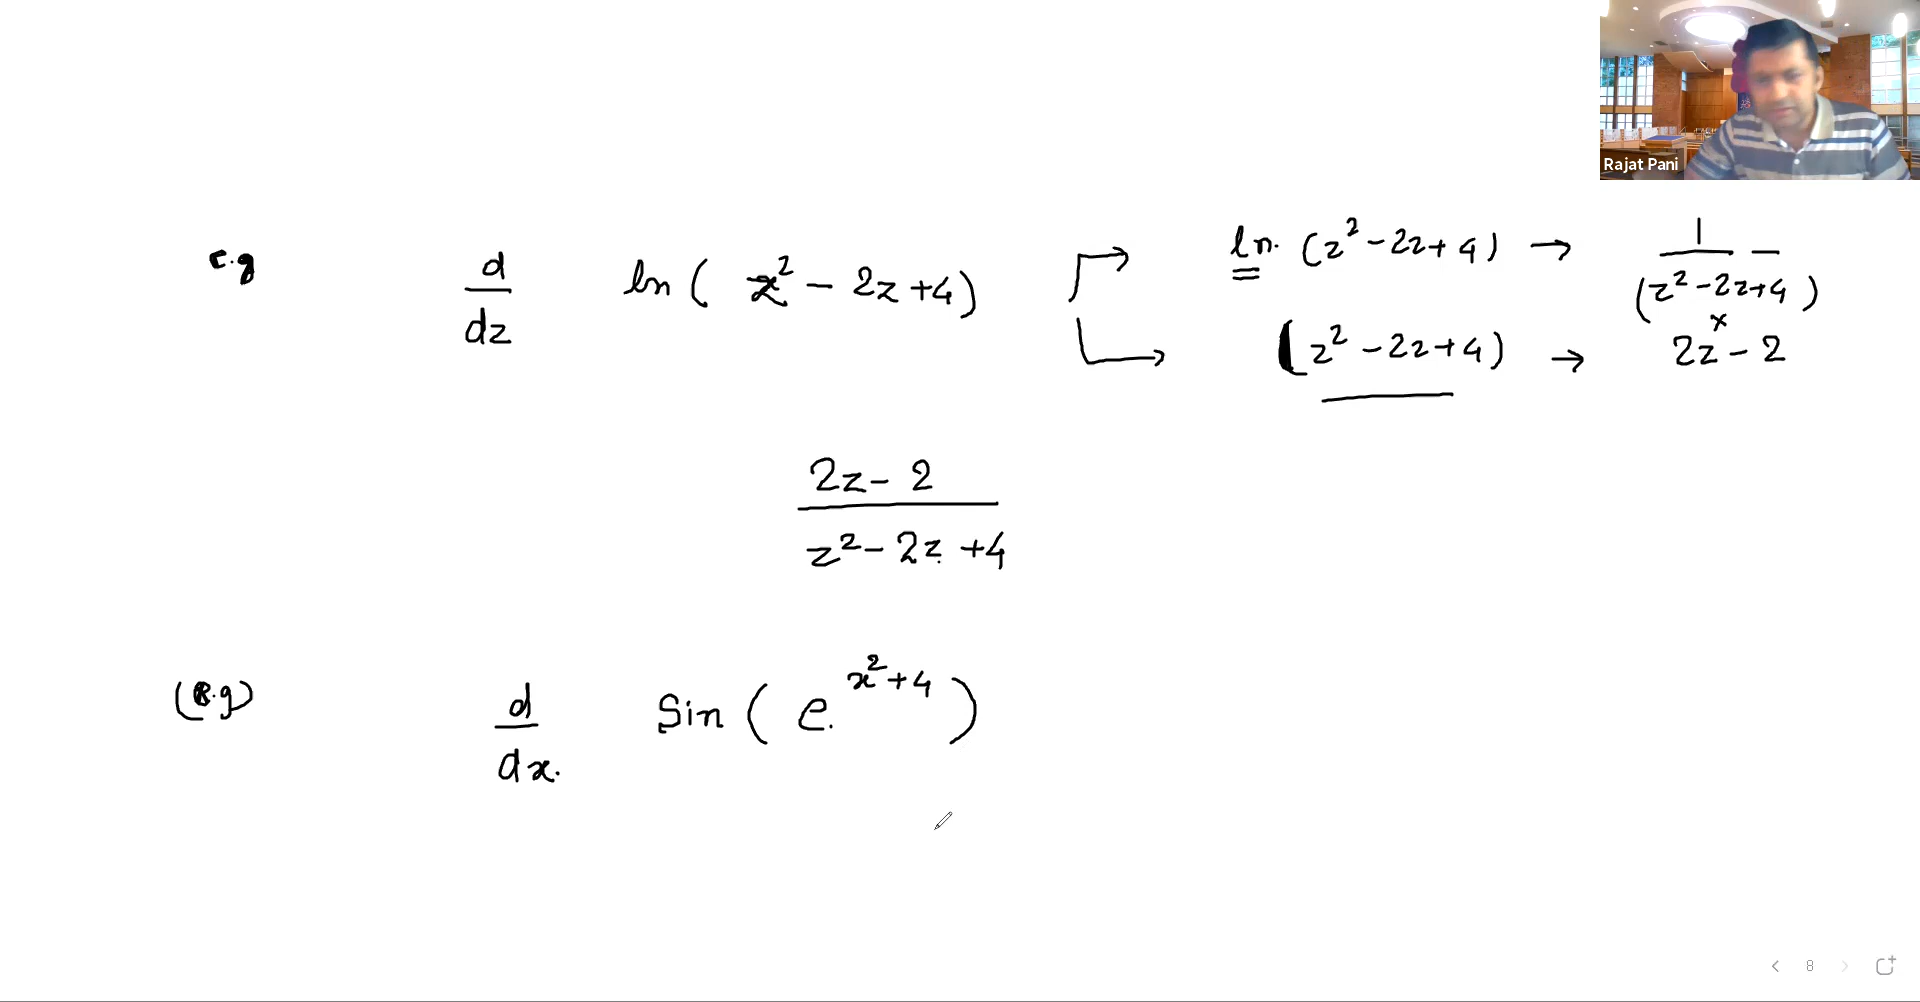 Rajat Pani
e.g d/dz ln( z² - 2z +4) ln. (z² - 2z + 4) → 1/(z² - 2z + 4)
×
(z² - 2z + 4) → 2z - 2
2z - 2
z² - 2z +4
(e.g) d/dx. Sin ( e^x²+4 )
8